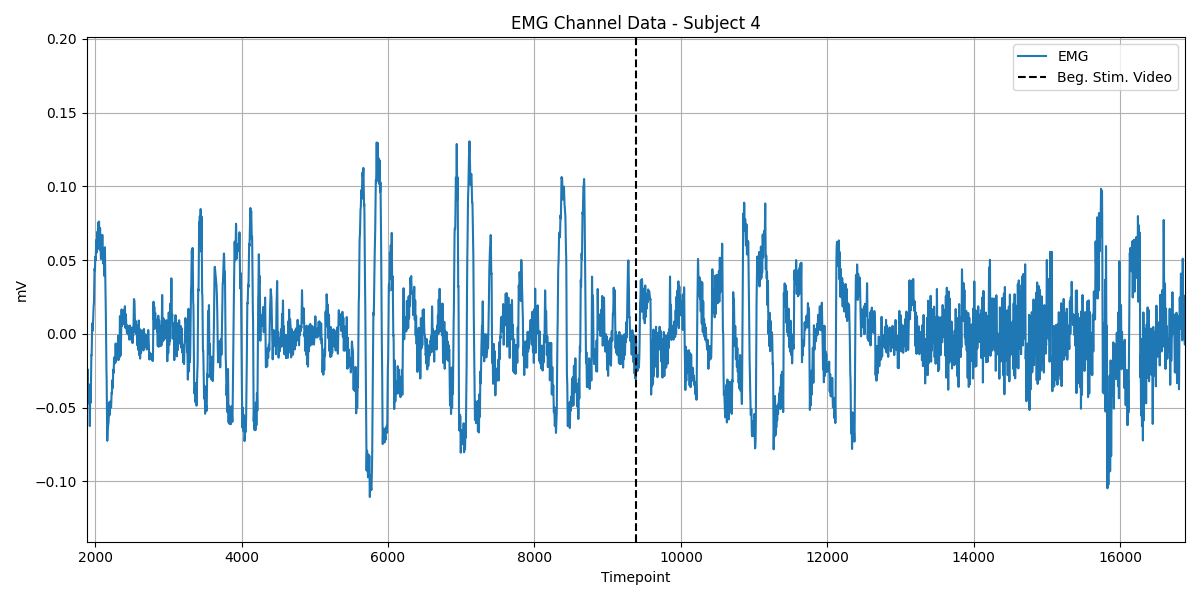 EMG Channel Data - Subject 4
0.20
0.15
0.10
0.05
0.00
−0.05
−0.10
mV
EMG
Beg. Stim. Video
2000 4000 6000 8000 10000 12000 14000 16000
Timepoint